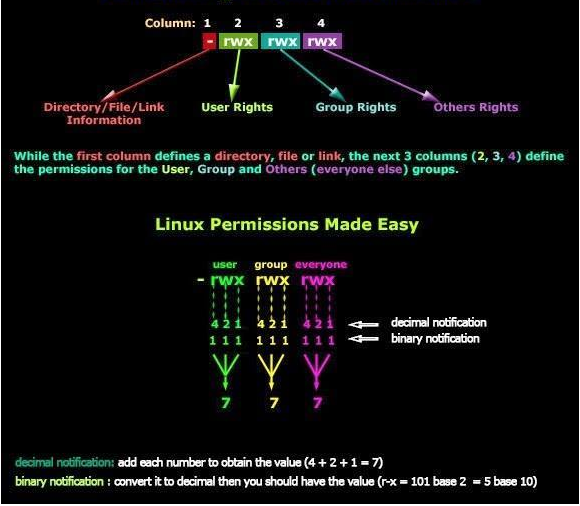 Column: 1 2 3 4
- rwx rwx rwx
Directory/File/Link User Rights Group Rights Others Rights
Information
While the first column defines a directory, file or link, the next 3 columns (2, 3, 4) define
the permissions for the User, Group and Others (everyone else) groups.
Linux Permissions Made Easy
user group everyone
- rwx rwx rwx
4 2 1 4 2 1 4 2 1 decimal notification
1 1 1 1 1 1 1 1 1 binary notification
7 7 7
decimal notification: add each number to obtain the value (4 + 2 + 1 = 7)
binary notification : convert it to decimal then you should have the value (r-x = 101 base 2 = 5 base 10)